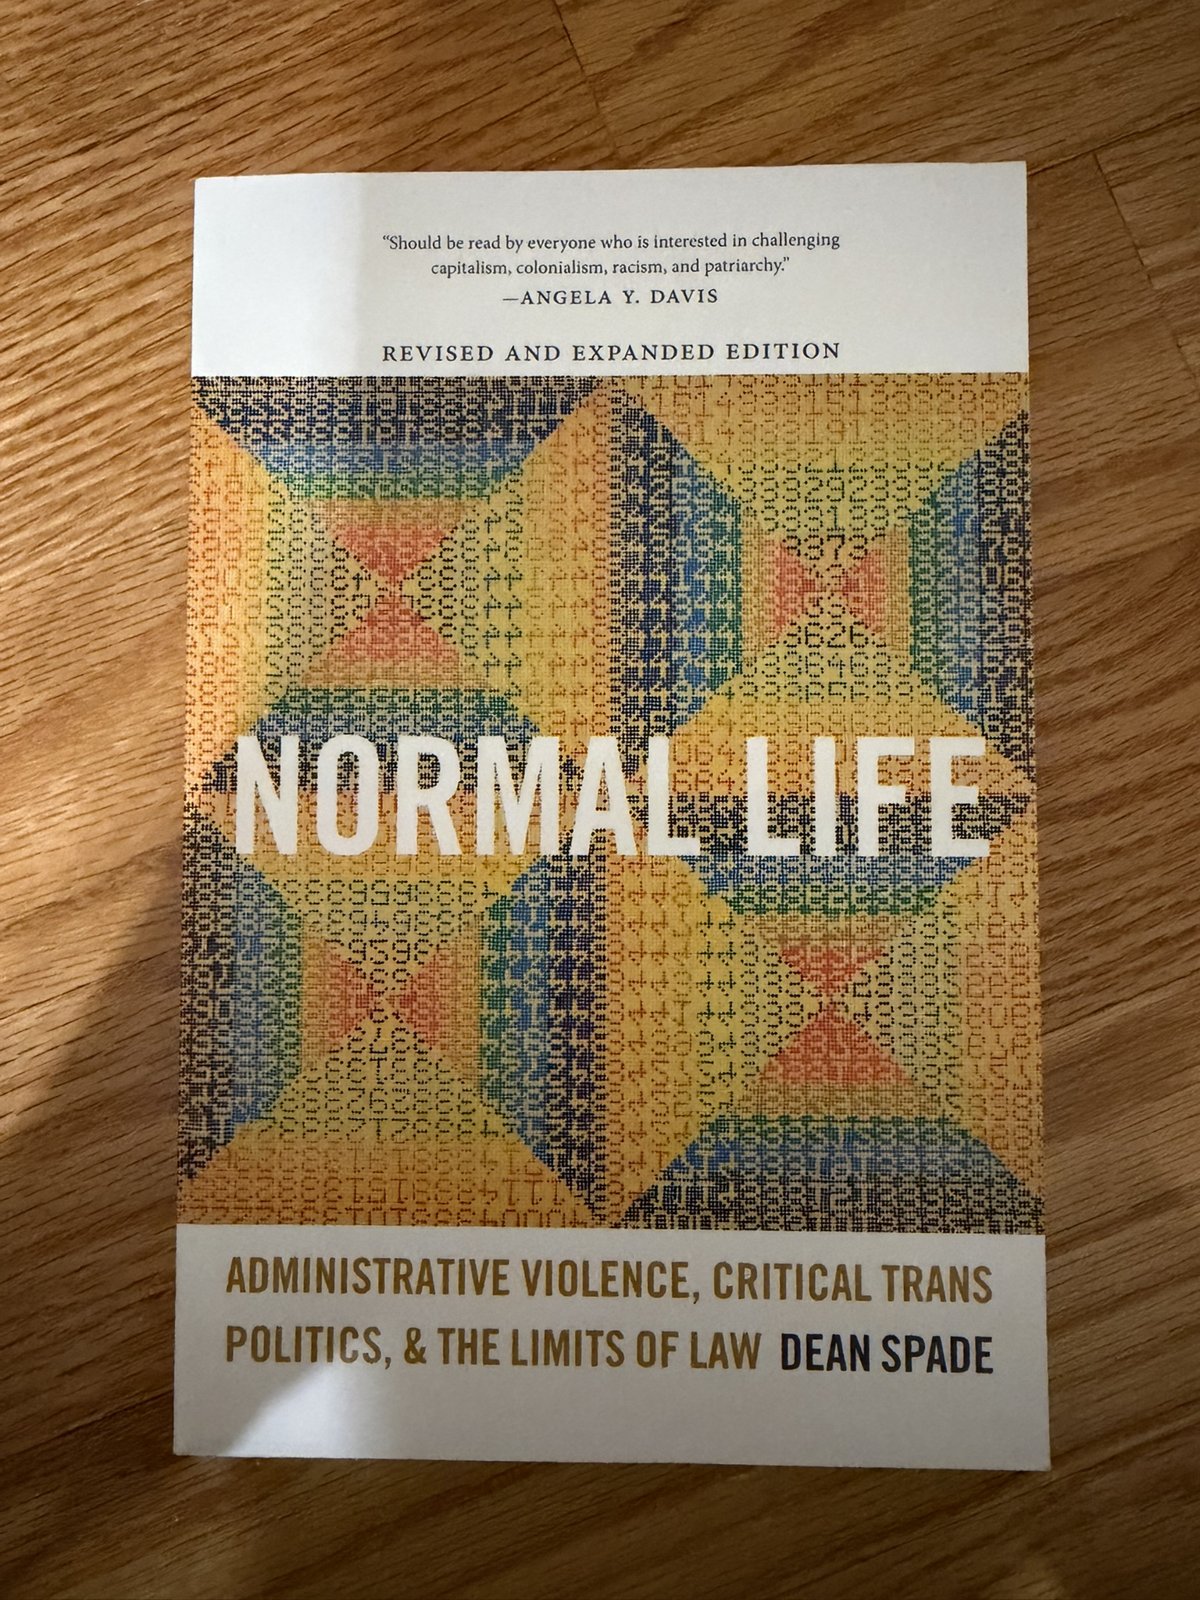 “Should be read by everyone who is interested in challenging
capitalism, colonialism, racism, and patriarchy.”
—ANGELA Y. DAVIS
REVISED AND EXPANDED EDITION
NORMAL LIFE
ADMINISTRATIVE VIOLENCE, CRITICAL TRANS
POLITICS, & THE LIMITS OF LAW DEAN SPADE